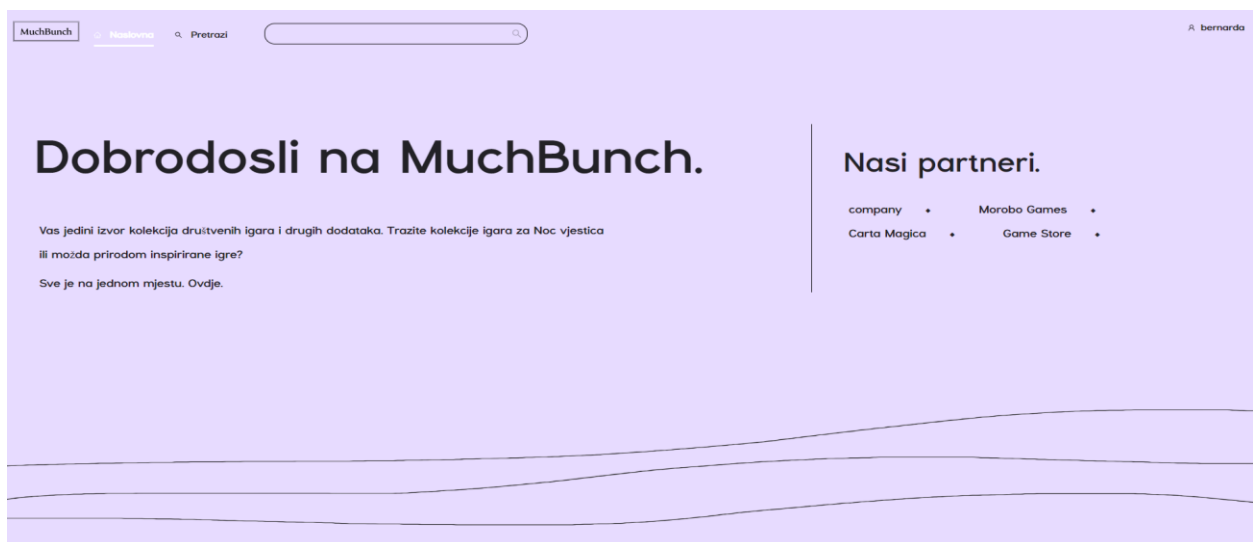 MuchBunch
Naslovna
Pretrazi
bernarda
Dobrodosli na MuchBunch.
Vas jedini izvor kolekcija društvenih igara i drugih dodataka. Trazite kolekcije igara za Noc vjestica
ili možda prirodom inspirirane igre?
Sve je na jednom mjestu. Ovdje.
Nasi partneri.
company • Morobo Games •
Carta Magica • Game Store •